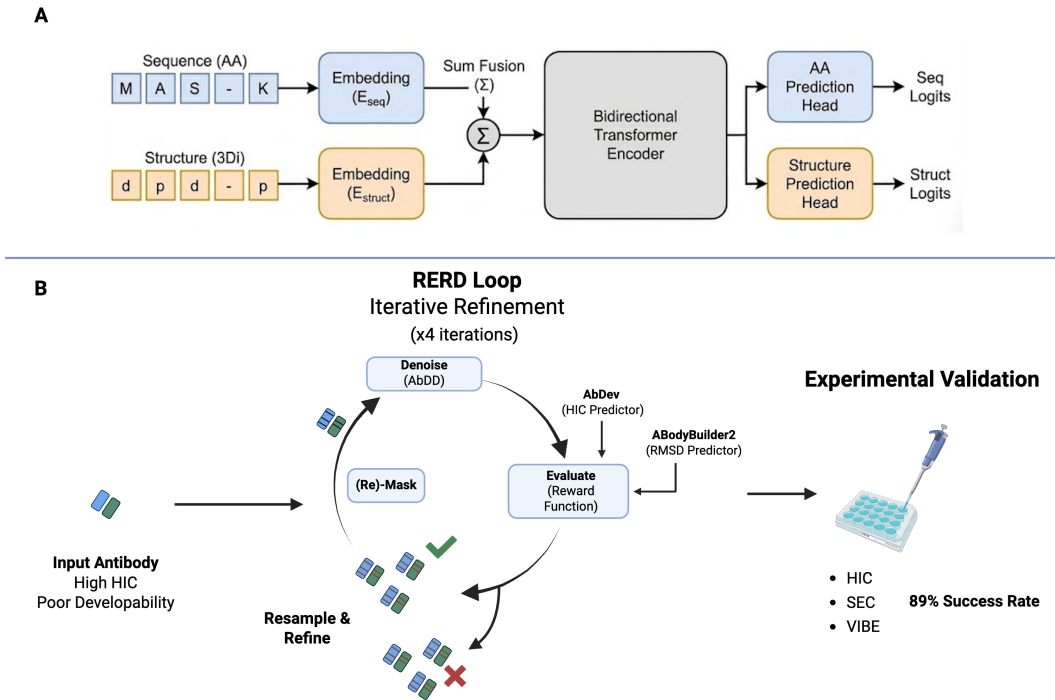 A
Sequence (AA)
M A S - K
Embedding
(E_seq)
Sum Fusion
(Σ)
Σ
Structure (3Di)
d p d - p
Embedding
(E_struct)
Bidirectional
Transformer
Encoder
AA
Prediction
Head
Seq
Logits
Structure
Prediction
Head
Struct
Logits
B
RERD Loop
Iterative Refinement
(x4 iterations)
Denoise
(AbDD)
AbDev
(HIC Predictor)
ABodyBuilder2
(RMSD Predictor)
(Re)-Mask
Evaluate
(Reward
Function)
Input Antibody
High HIC
Poor Developability
Resample &
Refine
Experimental Validation
• HIC
• SEC
• VIBE
89% Success Rate